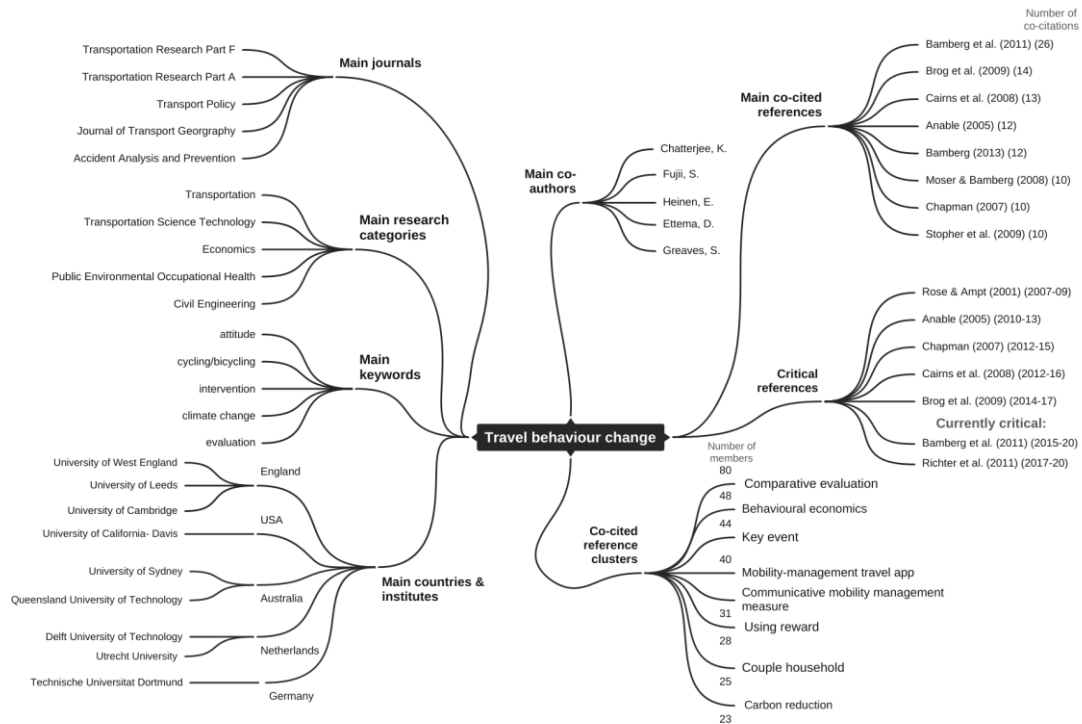 Main journals
Transportation Research Part F
Transportation Research Part A
Transport Policy
Journal of Transport Georgraphy
Accident Analysis and Prevention
Main research
categories
Transportation
Transportation Science Technology
Economics
Public Environmental Occupational Health
Civil Engineering
Main
keywords
attitude
cycling/bicycling
intervention
climate change
evaluation
Main countries &
institutes
England
University of West England
University of Leeds
University of Cambridge
USA
University of California- Davis
Australia
University of Sydney
Queensland University of Technology
Netherlands
Delft University of Technology
Utrecht University
Germany
Technische Universitat Dortmund
Travel behaviour change
Main co-
authors
Chatterjee, K.
Fujii, S.
Heinen, E.
Ettema, D.
Greaves, S.
Number of
co-citations
Main co-cited
references
Bamberg et al. (2011) (26)
Brog et al. (2009) (14)
Cairns et al. (2008) (13)
Anable (2005) (12)
Bamberg (2013) (12)
Moser & Bamberg (2008) (10)
Chapman (2007) (10)
Stopher et al. (2009) (10)
Critical
references
Rose & Ampt (2001) (2007-09)
Anable (2005) (2010-13)
Chapman (2007) (2012-15)
Cairns et al. (2008) (2012-16)
Brog et al. (2009) (2014-17)
Currently critical:
Bamberg et al. (2011) (2015-20)
Richter et al. (2011) (2017-20)
Co-cited
reference
clusters
Number of
members
80
Comparative evaluation
48
Behavioural economics
44
Key event
40
Mobility-management travel app
Communicative mobility management
measure
31
Using reward
28
Couple household
25
Carbon reduction
23